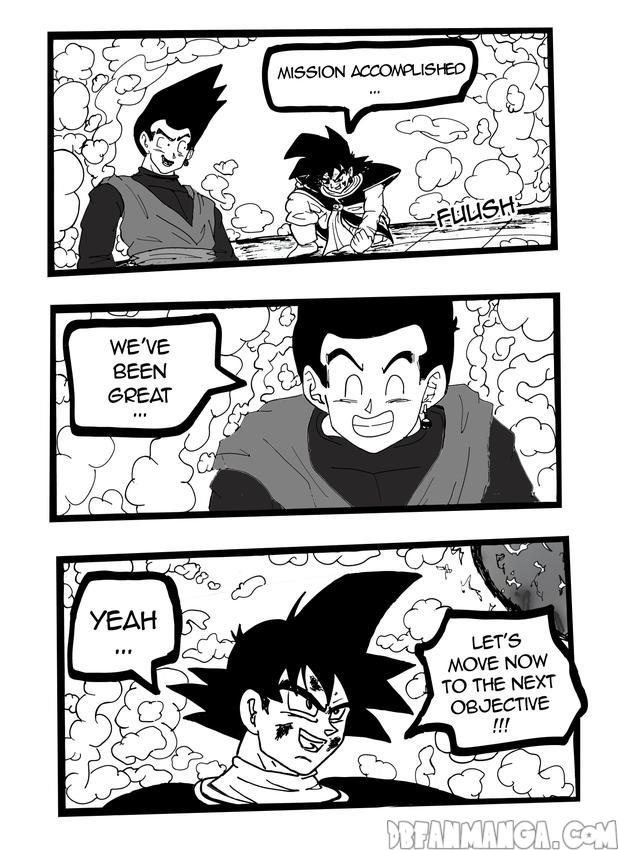 MISSION ACCOMPLISHED
...
FUUSH
WE'VE
BEEN
GREAT
...
YEAH
...
LET'S
MOVE NOW
TO THE NEXT
OBJECTIVE
!!!
DBFANMANGA.COM